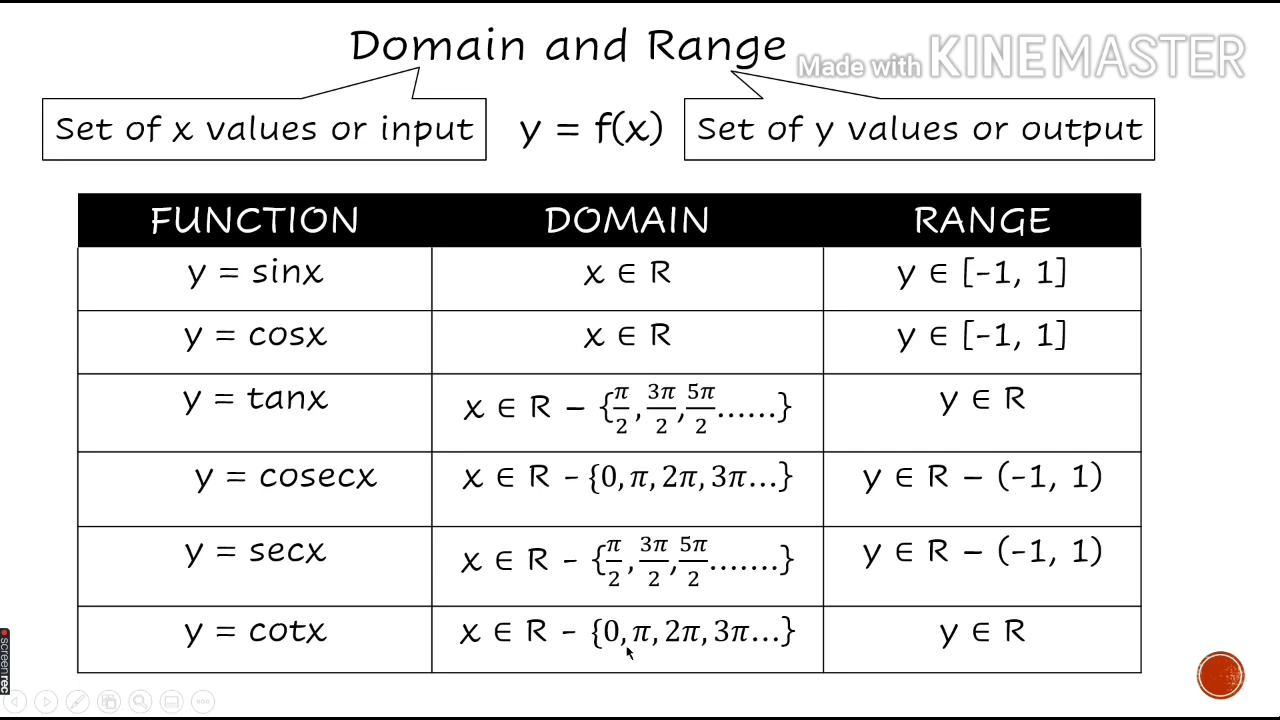 Domain and Range
Made with KINEMASTER
Set of x values or input
y = f(x)
Set of y values or output
FUNCTION DOMAIN RANGE
y = sinx x ∈ R y ∈ [-1, 1]
y = cosx x ∈ R y ∈ [-1, 1]
y = tanx x ∈ R – {π/2, 3π/2, 5π/2......} y ∈ R
y = cosecx x ∈ R - {0, π, 2π, 3π...} y ∈ R – (-1, 1)
y = secx x ∈ R - {π/2, 3π/2, 5π/2.......} y ∈ R – (-1, 1)
y = cotx x ∈ R - {0, π, 2π, 3π...} y ∈ R
screenrec